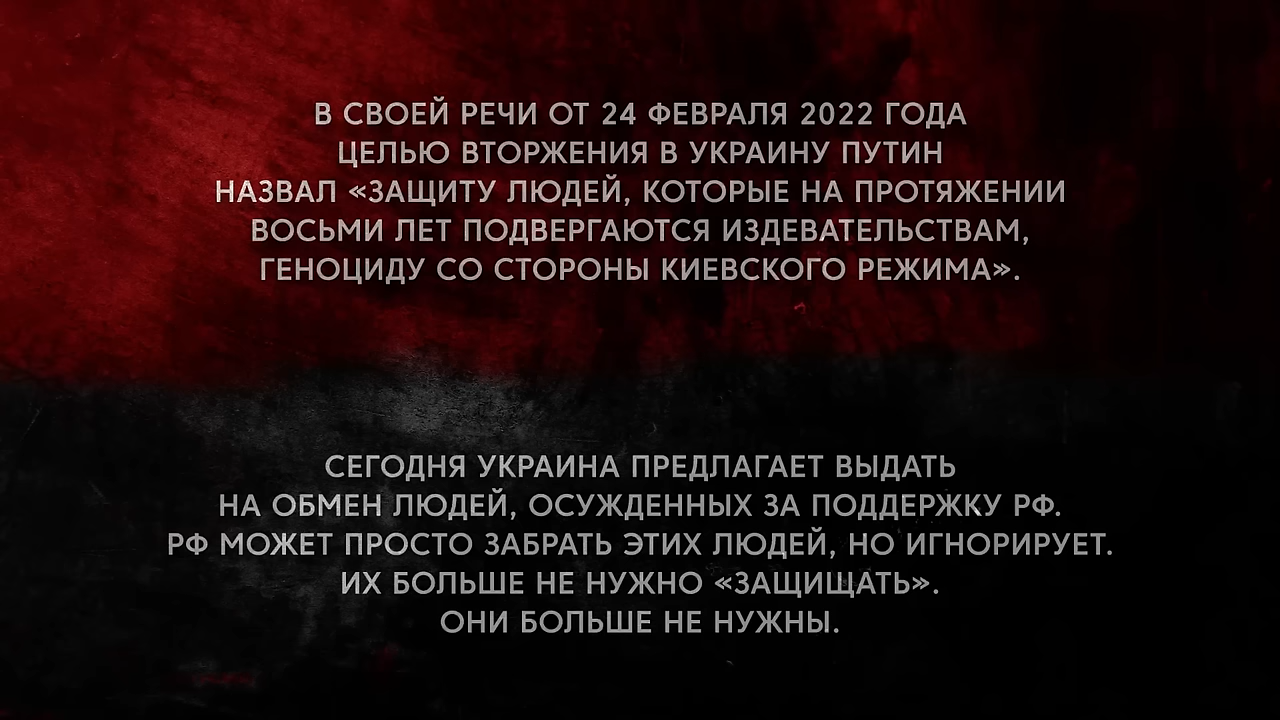 В СВОЕЙ РЕЧИ ОТ 24 ФЕВРАЛЯ 2022 ГОДА
ЦЕЛЬЮ ВТОРЖЕНИЯ В УКРАИНУ ПУТИН
НАЗВАЛ «ЗАЩИТУ ЛЮДЕЙ, КОТОРЫЕ НА ПРОТЯЖЕНИИ
ВОСЬМИ ЛЕТ ПОДВЕРГАЮТСЯ ИЗДЕВАТЕЛЬСТВАМ,
ГЕНОЦИДУ СО СТОРОНЫ КИЕВСКОГО РЕЖИМА».
СЕГОДНЯ УКРАИНА ПРЕДЛАГАЕТ ВЫДАТЬ
НА ОБМЕН ЛЮДЕЙ, ОСУЖДЕННЫХ ЗА ПОДДЕРЖКУ РФ.
РФ МОЖЕТ ПРОСТО ЗАБРАТЬ ЭТИХ ЛЮДЕЙ, НО ИГНОРИРУЕТ.
ИХ БОЛЬШЕ НЕ НУЖНО «ЗАЩИЩАТЬ».
ОНИ БОЛЬШЕ НЕ НУЖНЫ.